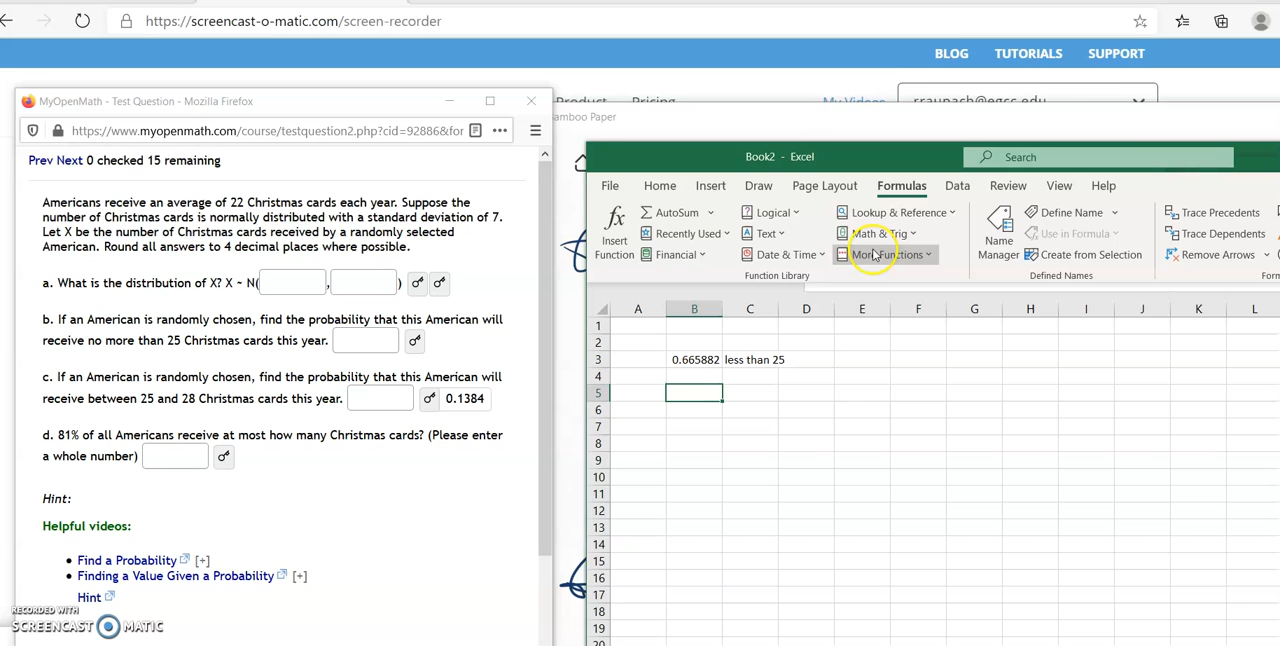 https://screencast-o-matic.com/screen-recorder
BLOG TUTORIALS SUPPORT
MyOpenMath - Test Question - Mozilla Firefox
Product Pricing My Videos rraupach@egcc.edu
https://www.myopenmath.com/course/testquestion2.php?cid=92886&for
amboo Paper
Prev Next 0 checked 15 remaining
Americans receive an average of 22 Christmas cards each year. Suppose the
number of Christmas cards is normally distributed with a standard deviation of 7.
Let X be the number of Christmas cards received by a randomly selected
American. Round all answers to 4 decimal places where possible.
a. What is the distribution of X? X ~ N( , )
b. If an American is randomly chosen, find the probability that this American will
receive no more than 25 Christmas cards this year.
c. If an American is randomly chosen, find the probability that this American will
receive between 25 and 28 Christmas cards this year. 0.1384
d. 81% of all Americans receive at most how many Christmas cards? (Please enter
a whole number)
Hint:
Helpful videos:
• Find a Probability [+]
• Finding a Value Given a Probability [+]
Hint
RECORDED WITH
SCREENCAST MATIC
Book2 - Excel Search
File Home Insert Draw Page Layout Formulas Data Review View Help
fx Insert Function
AutoSum Logical Lookup & Reference
Recently Used Text Math & Trig
Financial Date & Time More Functions
Function Library
Name Manager
Define Name
Use in Formula
Create from Selection
Defined Names
Trace Precedents
Trace Dependents
Remove Arrows
Form
A B C D E F G H I J K L
1
2
3 0.665882 less than 25
4
5
6
7
8
9
10
11
12
13
14
15
16
17
18
19
20